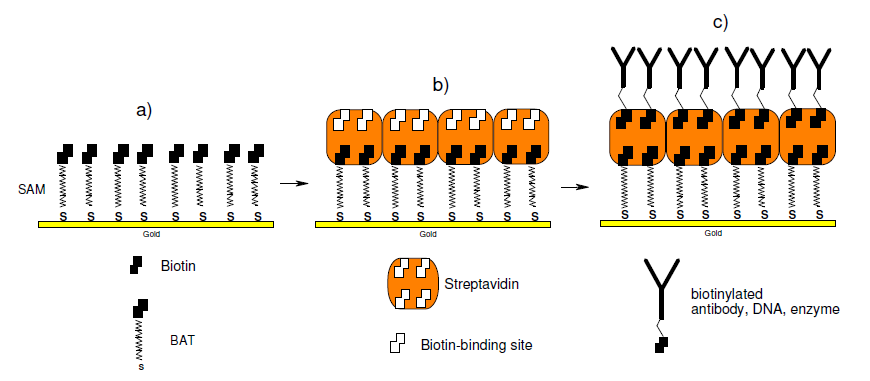 a)
b)
c)
SAM
S S S S S S S S
Gold
S S S S S S S S
Gold
S S S S S S S S
Gold
Biotin
BAT
S
Streptavidin
Biotin-binding site
biotinylated
antibody, DNA, enzyme